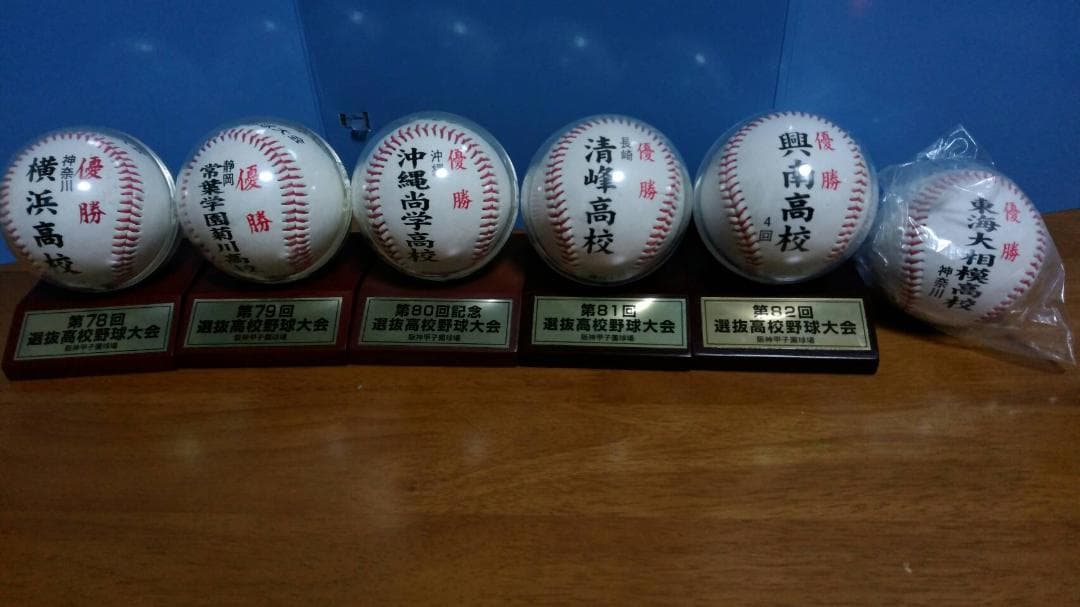 優勝
神奈川
横浜高校
第78回
選抜高校野球大会
阪神甲子園球場
大会
優勝
静岡
常葉学園菊川高校
第79回
選抜高校野球大会
阪神甲子園球場
優勝
沖縄
沖縄尚学高校
第80回記念
選抜高校野球大会
阪神甲子園球場
優勝
長崎
清峰高校
第81回
選抜高校野球大会
阪神甲子園球場
優勝
興南高校
4回
第82回
選抜高校野球大会
阪神甲子園球場
優勝
東海大相模高校
神奈川